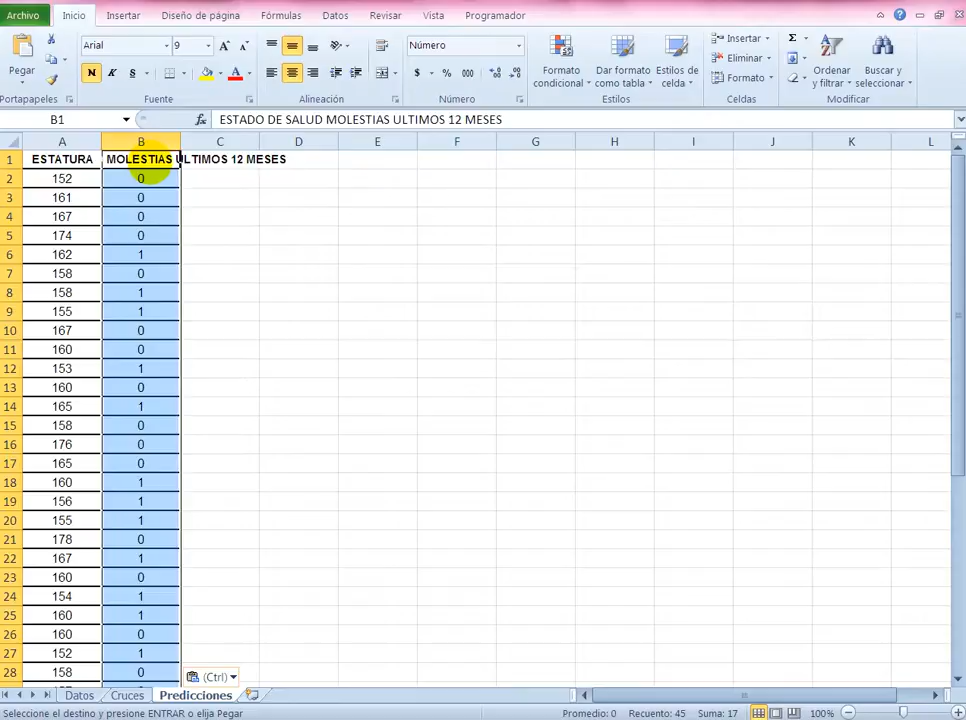 Archivo Inicio Insertar Diseño de página Fórmulas Datos Revisar Vista Programador
Arial 9 Número Insertar
Pegar N K S A $ % 000 Formato condicional Dar formato como tabla Estilos de celda Eliminar Formato Ordenar y filtrar Buscar y seleccionar
Portapapeles Fuente Alineación Número Estilos Celdas Modificar
B1 fx ESTADO DE SALUD MOLESTIAS ULTIMOS 12 MESES
A B C D E F G H I J K L
1 ESTATURA MOLESTIAS ULTIMOS 12 MESES
2 152 0
3 161 0
4 167 0
5 174 0
6 162 1
7 158 0
8 158 1
9 155 1
10 167 0
11 160 0
12 153 1
13 160 0
14 165 1
15 158 0
16 176 0
17 165 0
18 160 1
19 156 1
20 155 1
21 178 0
22 167 1
23 160 0
24 154 1
25 160 1
26 160 0
27 152 1
28 158 0
(Ctrl)
Datos Cruces Predicciones
Seleccione el destino y presione ENTRAR o elija Pegar Promedio: 0 Recuento: 45 Suma: 17 100%